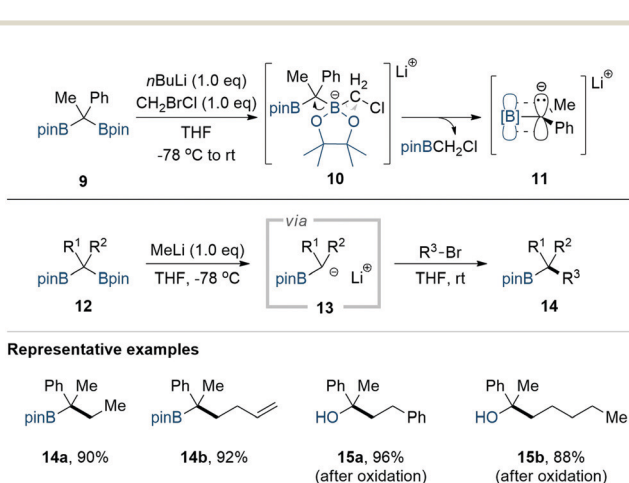 Me Ph
pinB Bpin
9
nBuLi (1.0 eq)
CH2BrCl (1.0 eq)
THF
-78 ºC to rt
Me Ph H2
pinB B⊖ C
Cl
O O
Li⊕
10
pinBCH2Cl
⊖
[B] Me
Ph
Li⊕
11
R1 R2
pinB Bpin
12
MeLi (1.0 eq)
THF, -78 ºC
via
R1 R2
pinB ⊖ Li⊕
13
R3-Br
THF, rt
R1 R2
pinB R3
14
Representative examples
Ph Me
pinB Me
14a, 90%
Ph Me
pinB
14b, 92%
Ph Me
HO Ph
15a, 96%
(after oxidation)
Ph Me
HO Me
15b, 88%
(after oxidation)